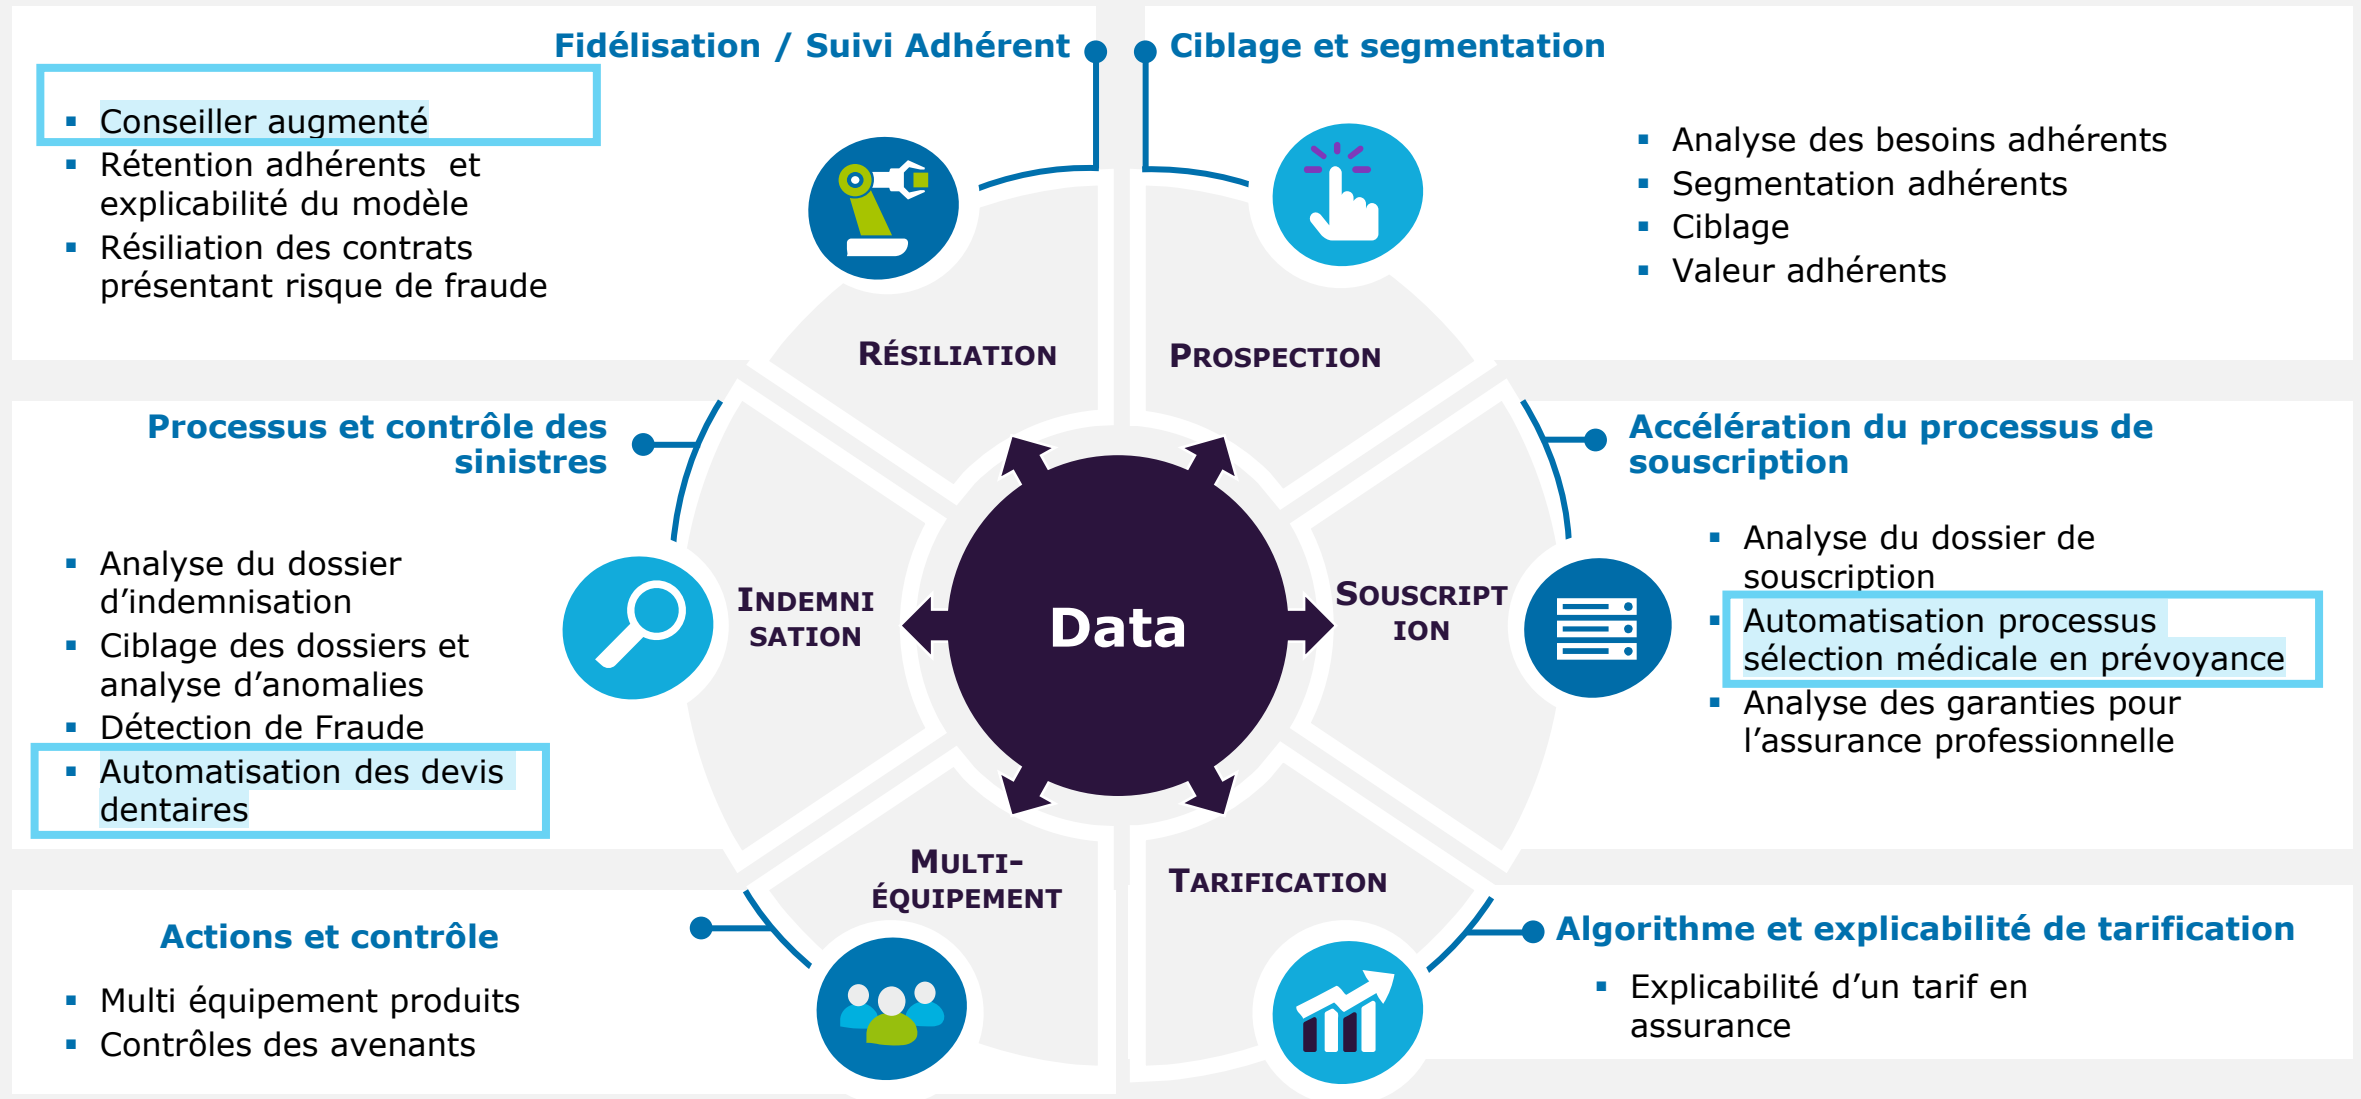 Fidélisation / Suivi Adhérent
Conseiller augmenté
Rétention adhérents et
explicabilité du modèle
Résiliation des contrats
présentant risque de fraude
Ciblage et segmentation
Analyse des besoins adhérents
Segmentation adhérents
Ciblage
Valeur adhérents
RÉSILIATION
PROSPECTION
Processus et contrôle des
sinistres
Analyse du dossier
d’indemnisation
Ciblage des dossiers et
analyse d’anomalies
Détection de Fraude
Automatisation des devis
dentaires
INDEMNI
SATION
Data
SOUSCRIPT
ION
Accélération du processus de
souscription
Analyse du dossier de
souscription
Automatisation processus
sélection médicale en prévoyance
Analyse des garanties pour
l’assurance professionnelle
MULTI-
ÉQUIPEMENT
TARIFICATION
Actions et contrôle
Multi équipement produits
Contrôles des avenants
Algorithme et explicabilité de tarification
Explicabilité d’un tarif en
assurance